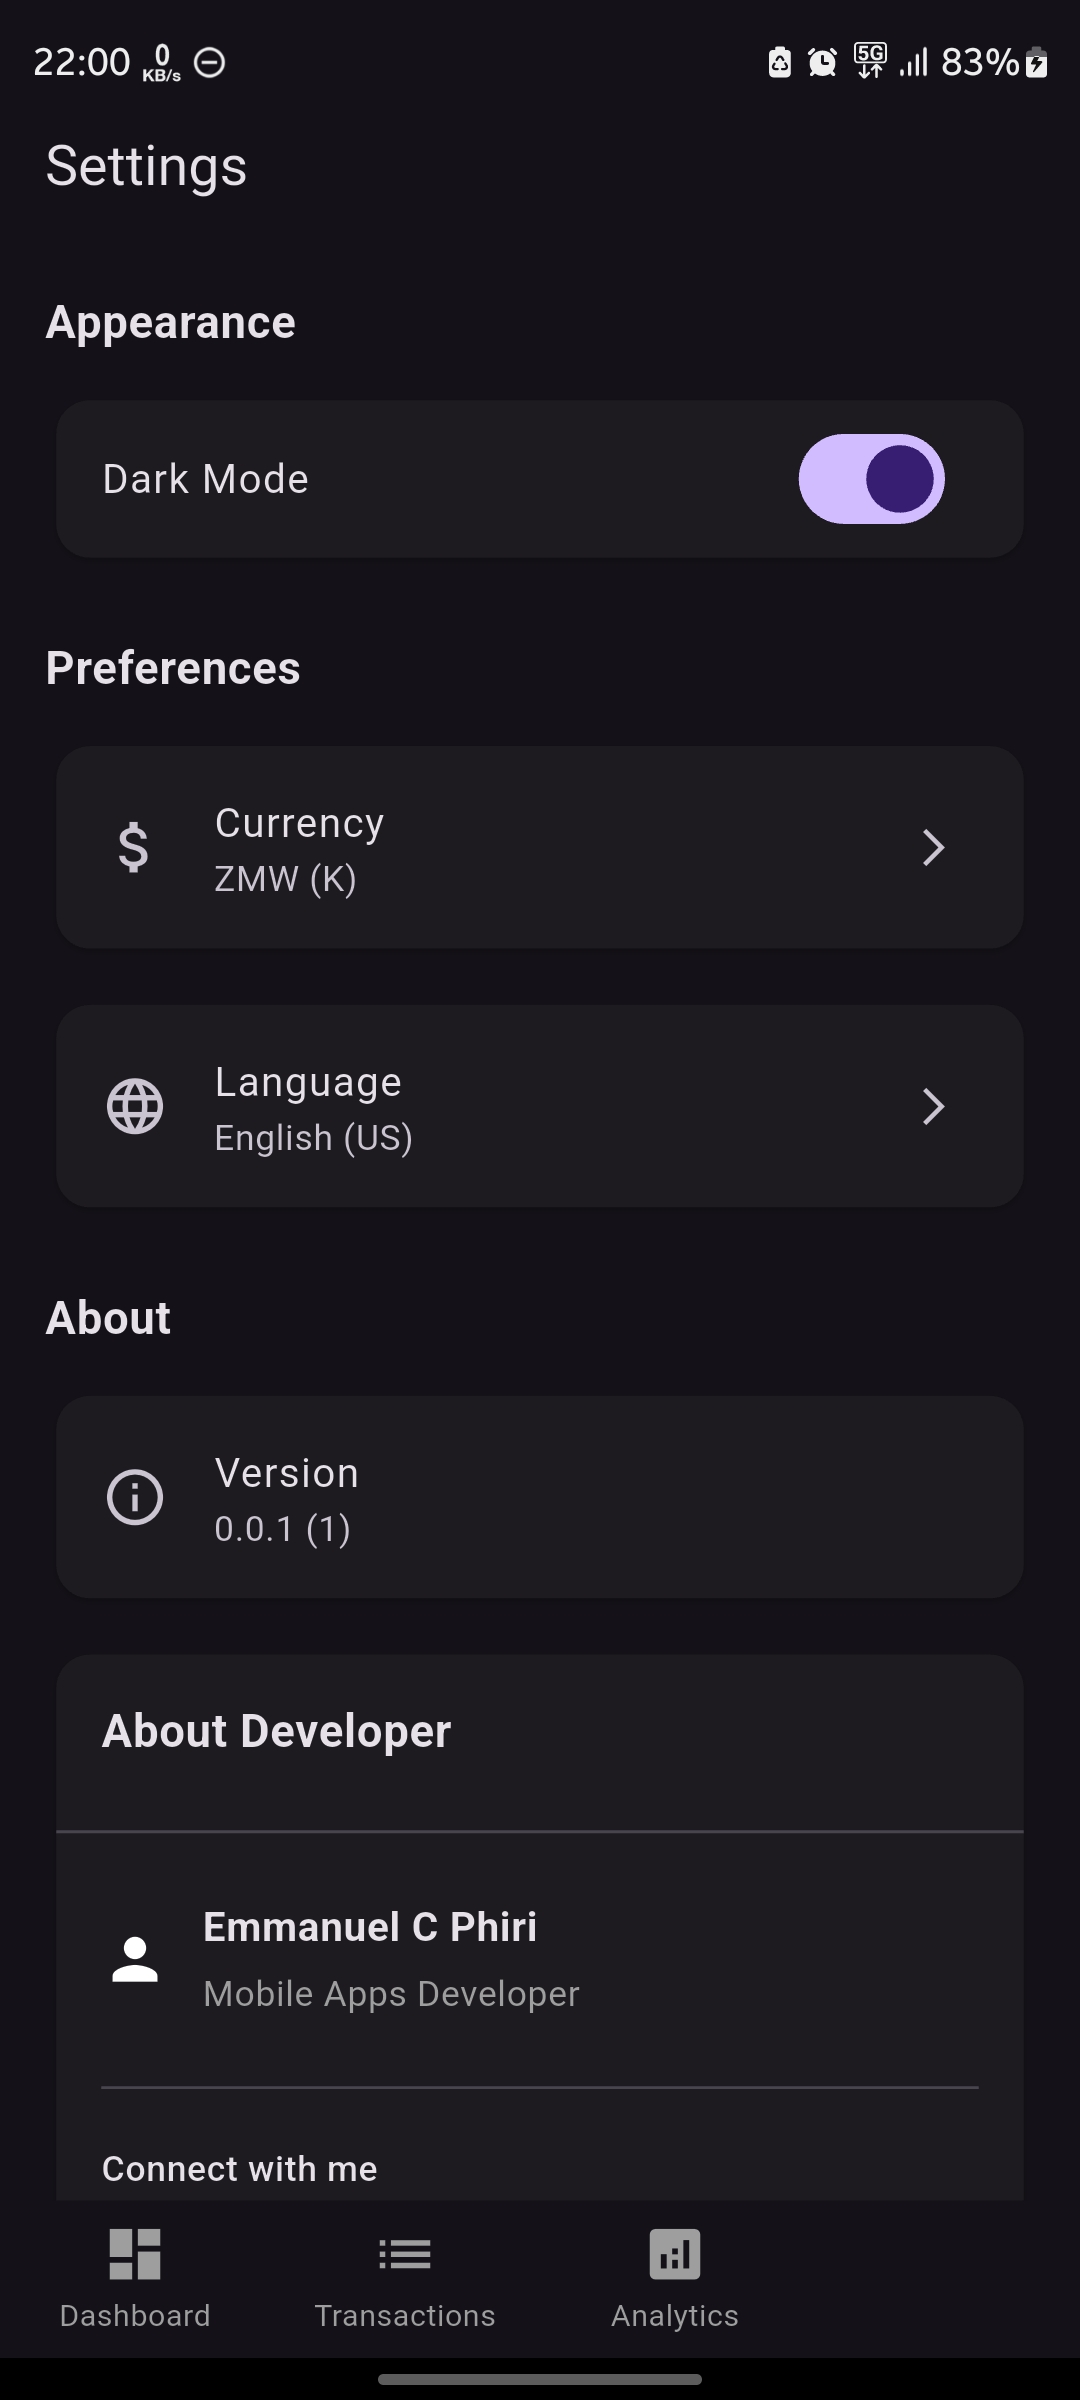 22:00 0 KB/s 5G 83%
Settings
Appearance
Dark Mode
Preferences
Currency
ZMW (K)
Language
English (US)
About
Version
0.0.1 (1)
About Developer
Emmanuel C Phiri
Mobile Apps Developer
Connect with me
Dashboard Transactions Analytics